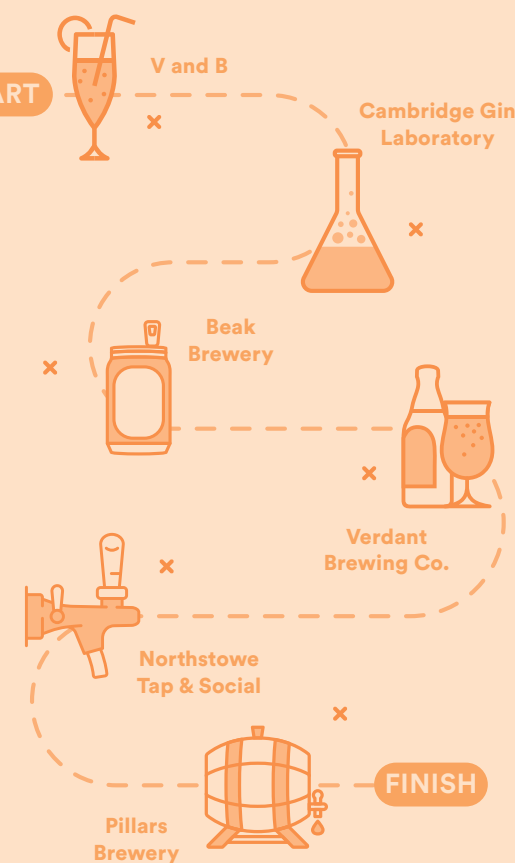 ART
V and B
Cambridge Gin
Laboratory
Beak
Brewery
Verdant
Brewing Co.
Northstowe
Tap & Social
FINISH
Pillars
Brewery